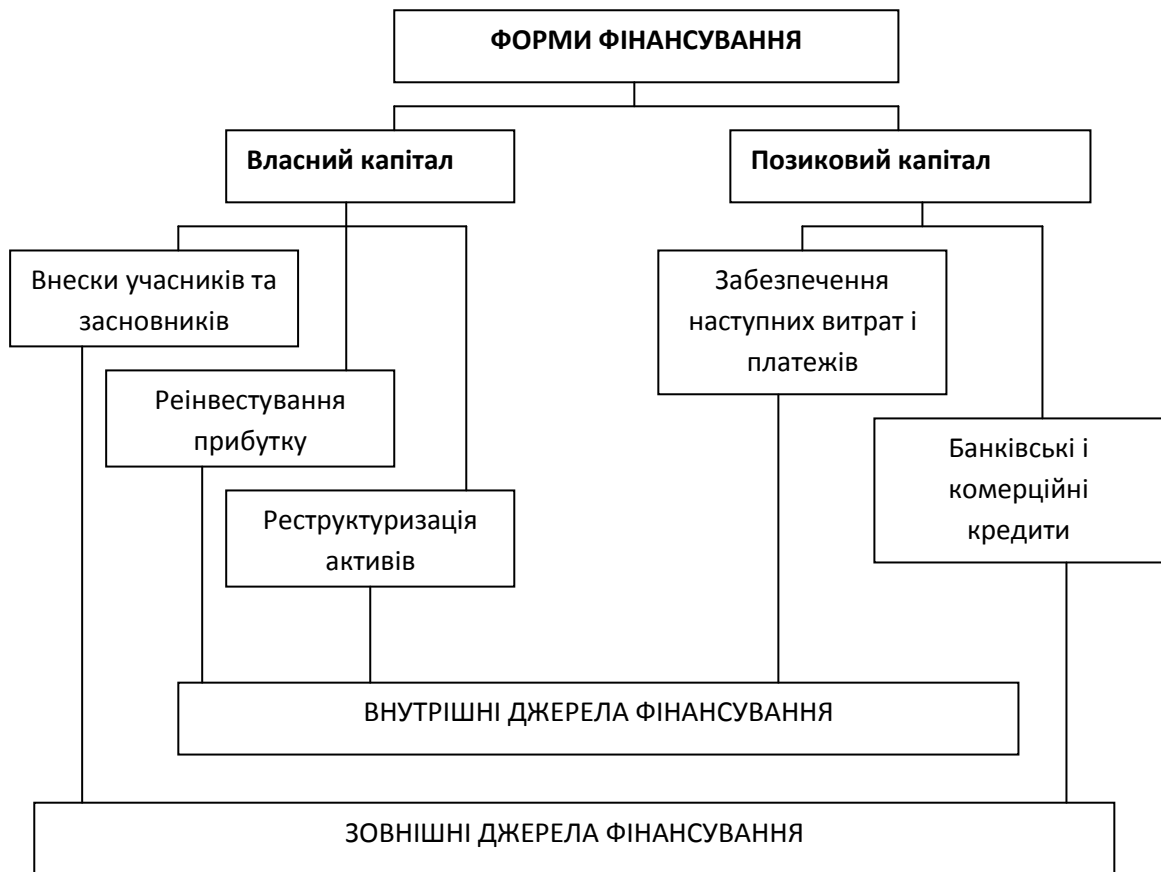 ФОРМИ ФІНАНСУВАННЯ
Власний капітал
Позиковий капітал
Внески учасників та
засновників
Забезпечення
наступних витрат і
платежів
Реінвестування
прибутку
Банківські і
комерційні
кредити
Реструктуризація
активів
ВНУТРІШНІ ДЖЕРЕЛА ФІНАНСУВАННЯ
ЗОВНІШНІ ДЖЕРЕЛА ФІНАНСУВАННЯ